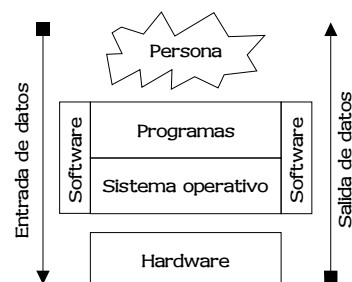 Persona
Entrada de datos
Software
Programas
Sistema operativo
Software
Salida de datos
Hardware